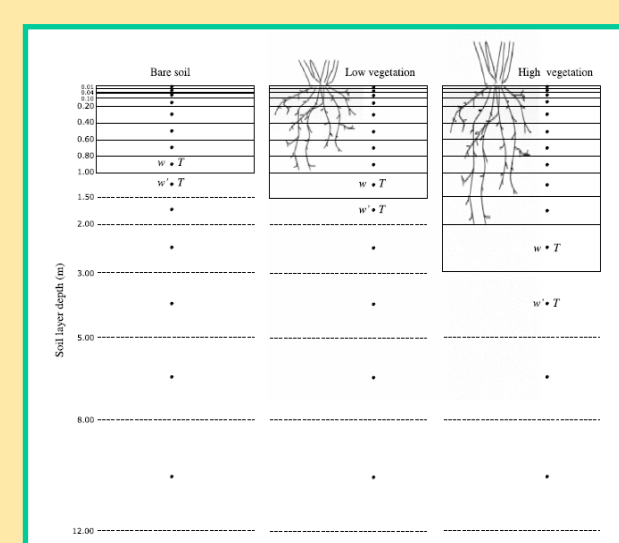 Bare soil
Low vegetation
High vegetation
0.01
0.04
0.10
0.20
0.40
0.60
0.80
w • T
1.00
w' • T
w • T
1.50
w' • T
2.00
w • T
3.00
w' • T
Soil layer depth (m)
5.00
8.00
12.00